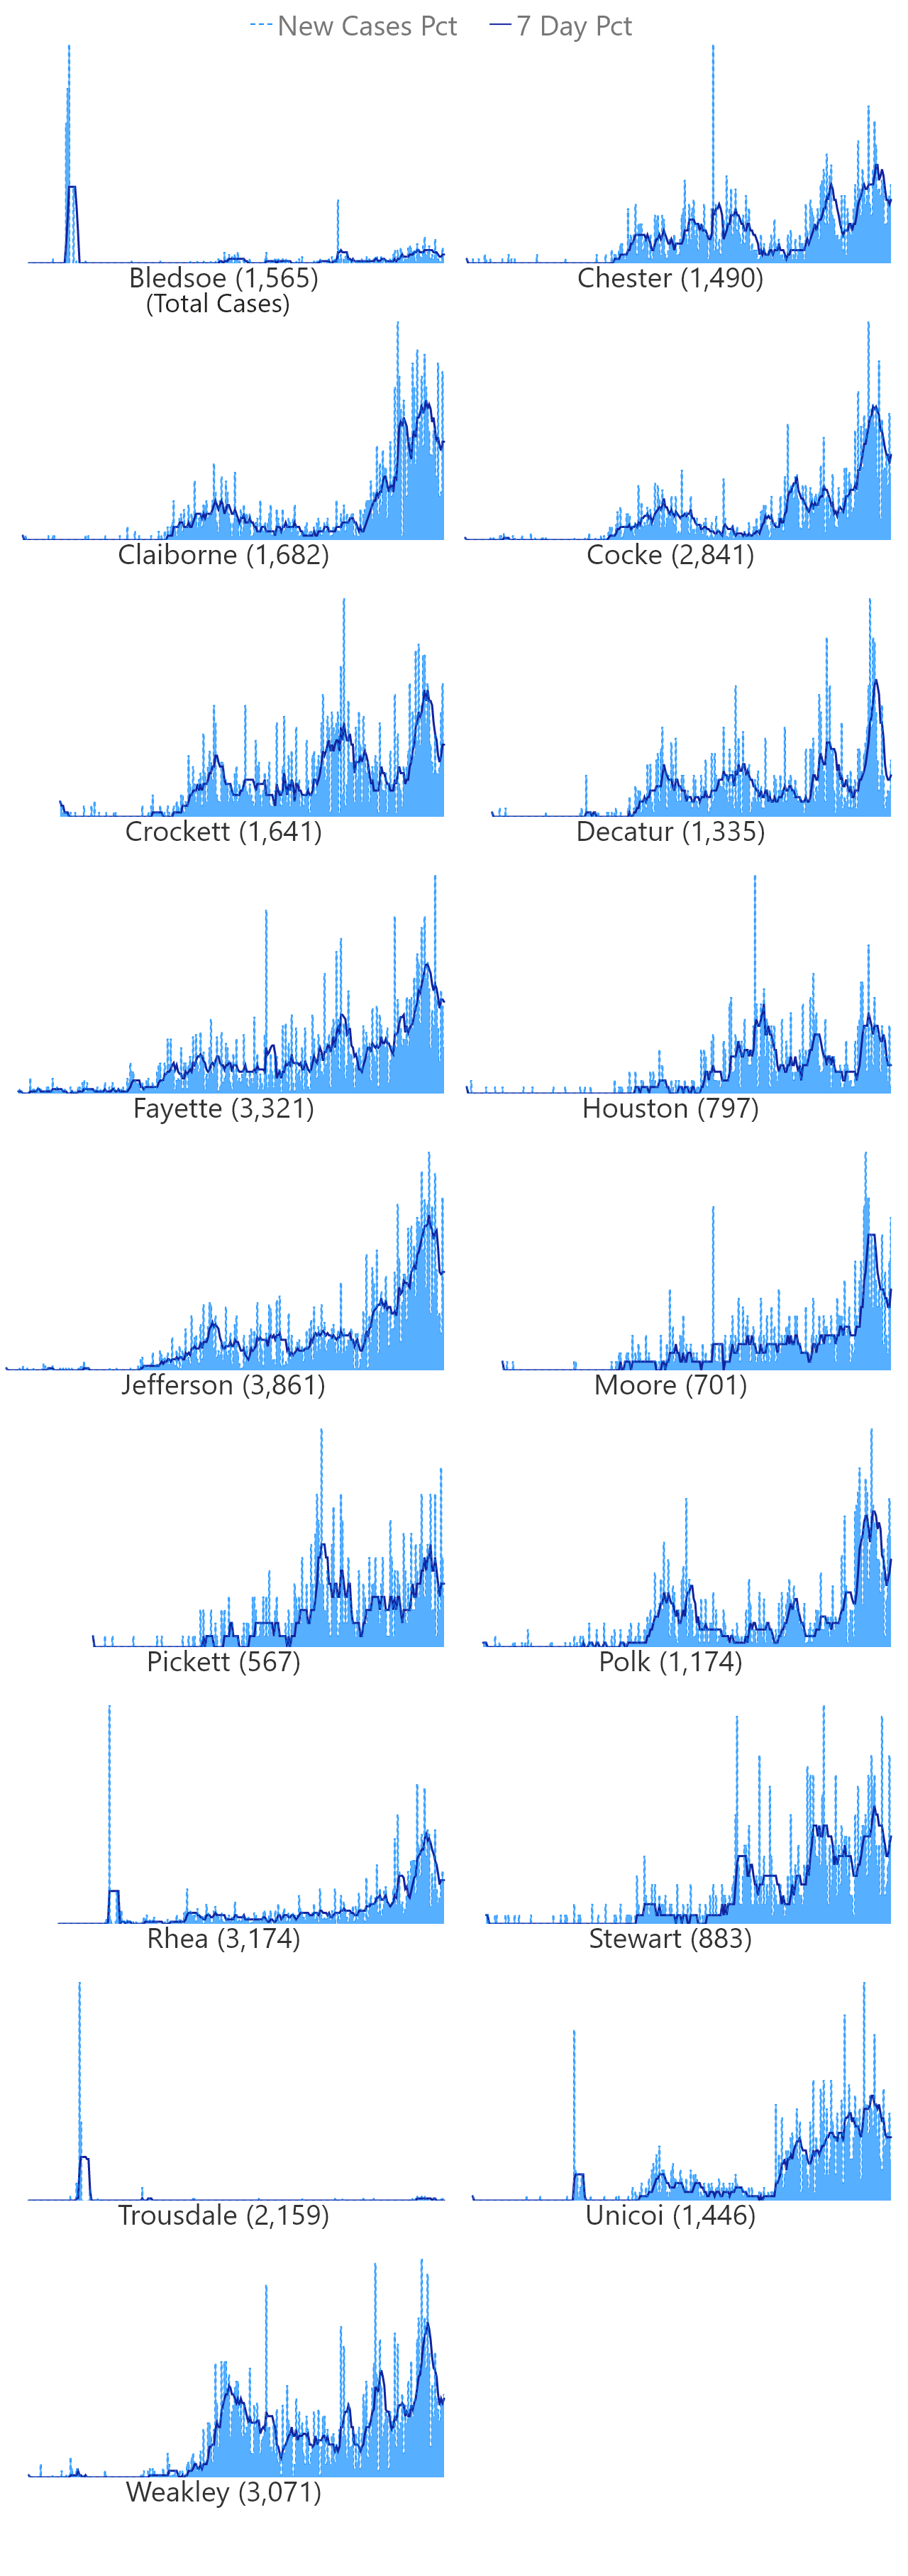 New Cases Pct 7 Day Pct
Bledsoe (1,565) Chester (1,490)
(Total Cases)
Claiborne (1,682) Cocke (2,841)
Crockett (1,641) Decatur (1,335)
Fayette (3,321) Houston (797)
Jefferson (3,861) Moore (701)
Pickett (567) Polk (1,174)
Rhea (3,174) Stewart (883)
Trousdale (2,159) Unicoi (1,446)
Weakley (3,071)